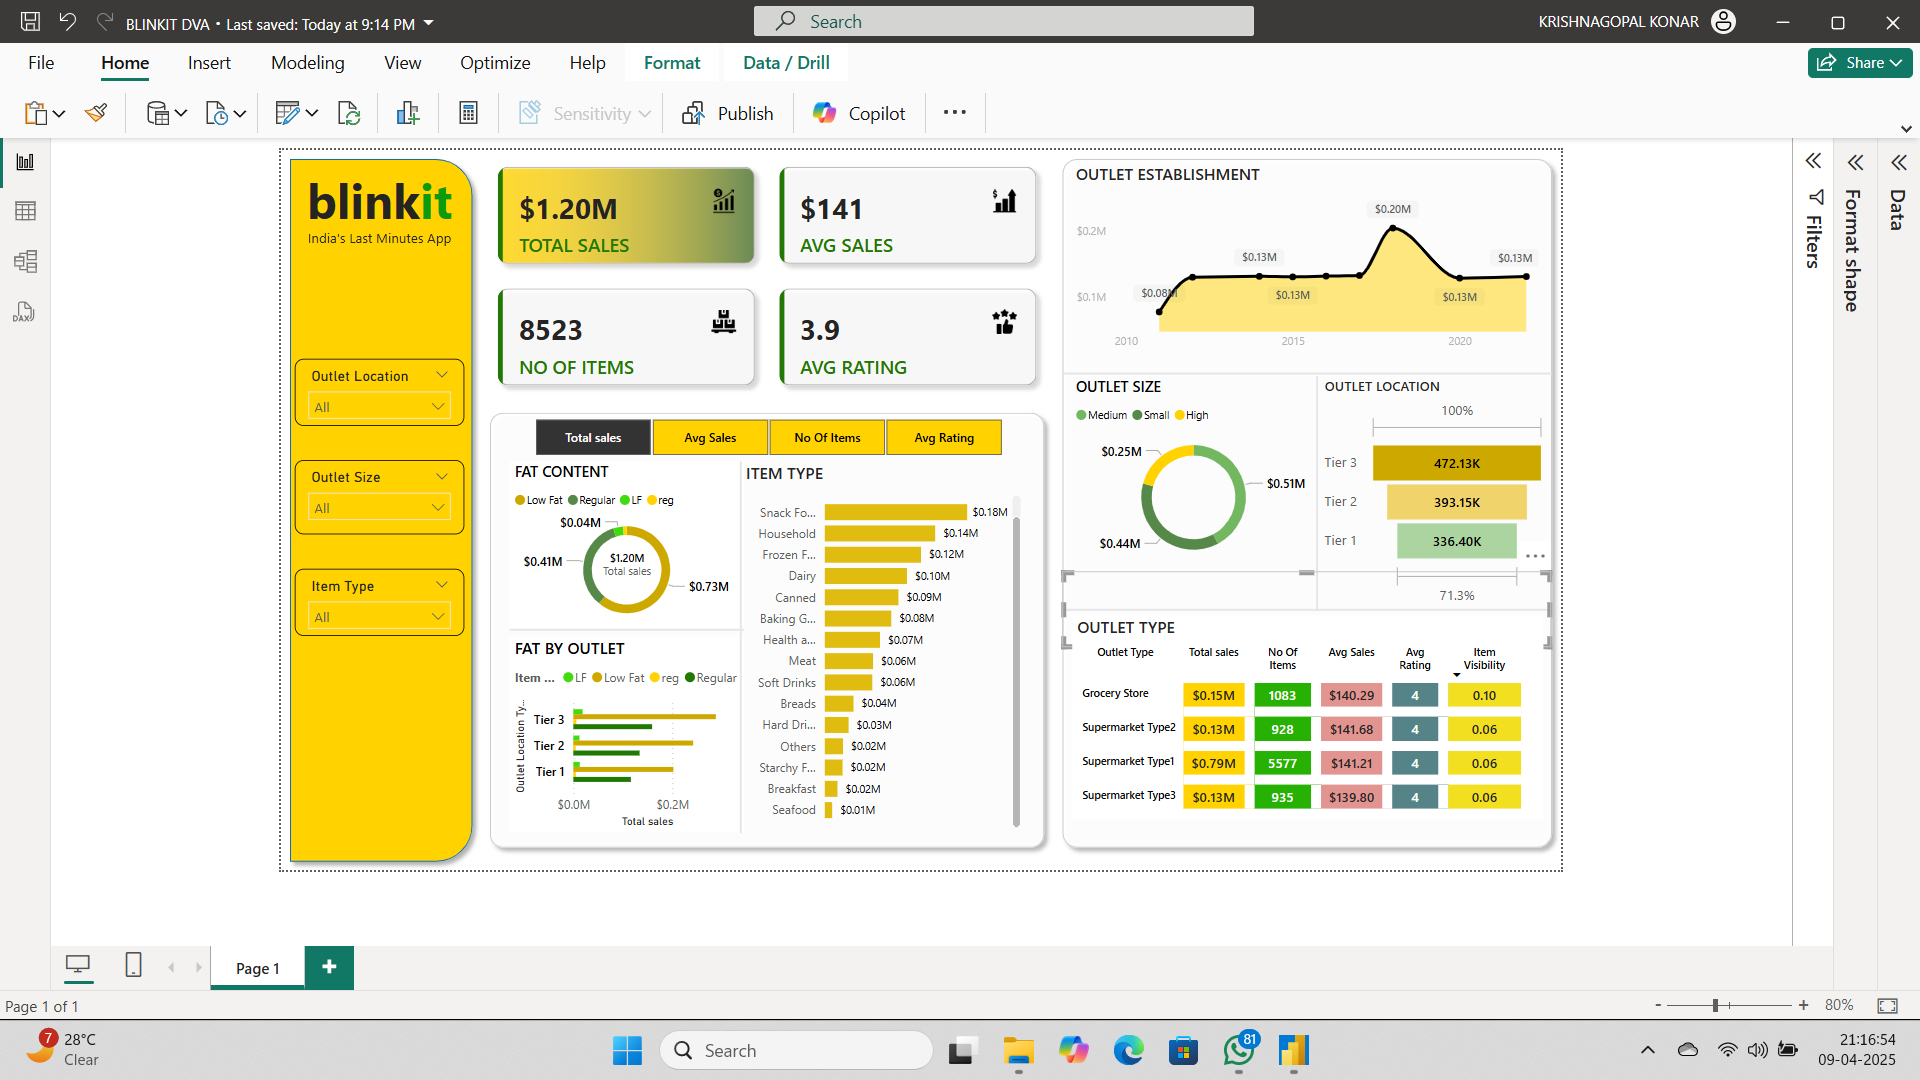 BLINKIT DVA • Last saved: Today at 9:14 PM
Search
KRISHNAGOPAL KONAR
File Home Insert Modeling View Optimize Help Format Data / Drill
Share
Sensitivity
Publish
Copilot
blinkit
India's Last Minutes App
Outlet Location
All
Outlet Size
All
Item Type
All
$1.20M
TOTAL SALES
$141
AVG SALES
8523
NO OF ITEMS
3.9
AVG RATING
Total sales
Avg Sales
No Of Items
Avg Rating
FAT CONTENT
Low Fat Regular LF reg
$0.04M
$0.41M
$1.20M
Total sales
$0.73M
FAT BY OUTLET
Item ... LF Low Fat reg Regular
Outlet Location Ty...
Tier 3
Tier 2
Tier 1
$0.0M $0.2M
Total sales
ITEM TYPE
Snack Fo... $0.18M
Household $0.14M
Frozen F... $0.12M
Dairy $0.10M
Canned $0.09M
Baking G... $0.08M
Health a... $0.07M
Meat $0.06M
Soft Drinks $0.06M
Breads $0.04M
Hard Dri... $0.03M
Others $0.02M
Starchy F... $0.02M
Breakfast $0.02M
Seafood $0.01M
OUTLET ESTABLISHMENT
$0.20M
$0.2M
$0.13M
$0.13M
$0.1M
$0.08M
$0.13M
$0.13M
2010 2015 2020
OUTLET SIZE
Medium Small High
$0.25M
$0.51M
$0.44M
OUTLET LOCATION
100%
Tier 3 472.13K
Tier 2 393.15K
Tier 1 336.40K
71.3%
OUTLET TYPE
Outlet Type Total sales No Of Items Avg Sales Avg Rating Item Visibility
Grocery Store $0.15M 1083 $140.29 4 0.10
Supermarket Type2 $0.13M 928 $141.68 4 0.06
Supermarket Type1 $0.79M 5577 $141.21 4 0.06
Supermarket Type3 $0.13M 935 $139.80 4 0.06
Filters
Format shape
Data
DAX
Page 1
Page 1 of 1
- + 80%
7
28°C
Clear
Search
81
21:16:54
09-04-2025